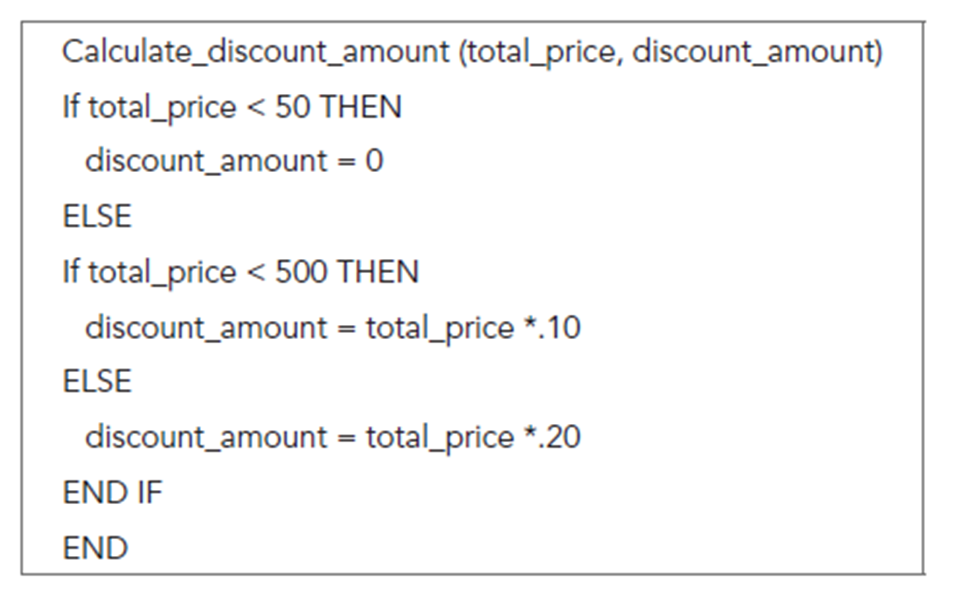 Calculate_discount_amount (total_price, discount_amount)
If total_price < 50 THEN
discount_amount = 0
ELSE
If total_price < 500 THEN
discount_amount = total_price *.10
ELSE
discount_amount = total_price *.20
END IF
END